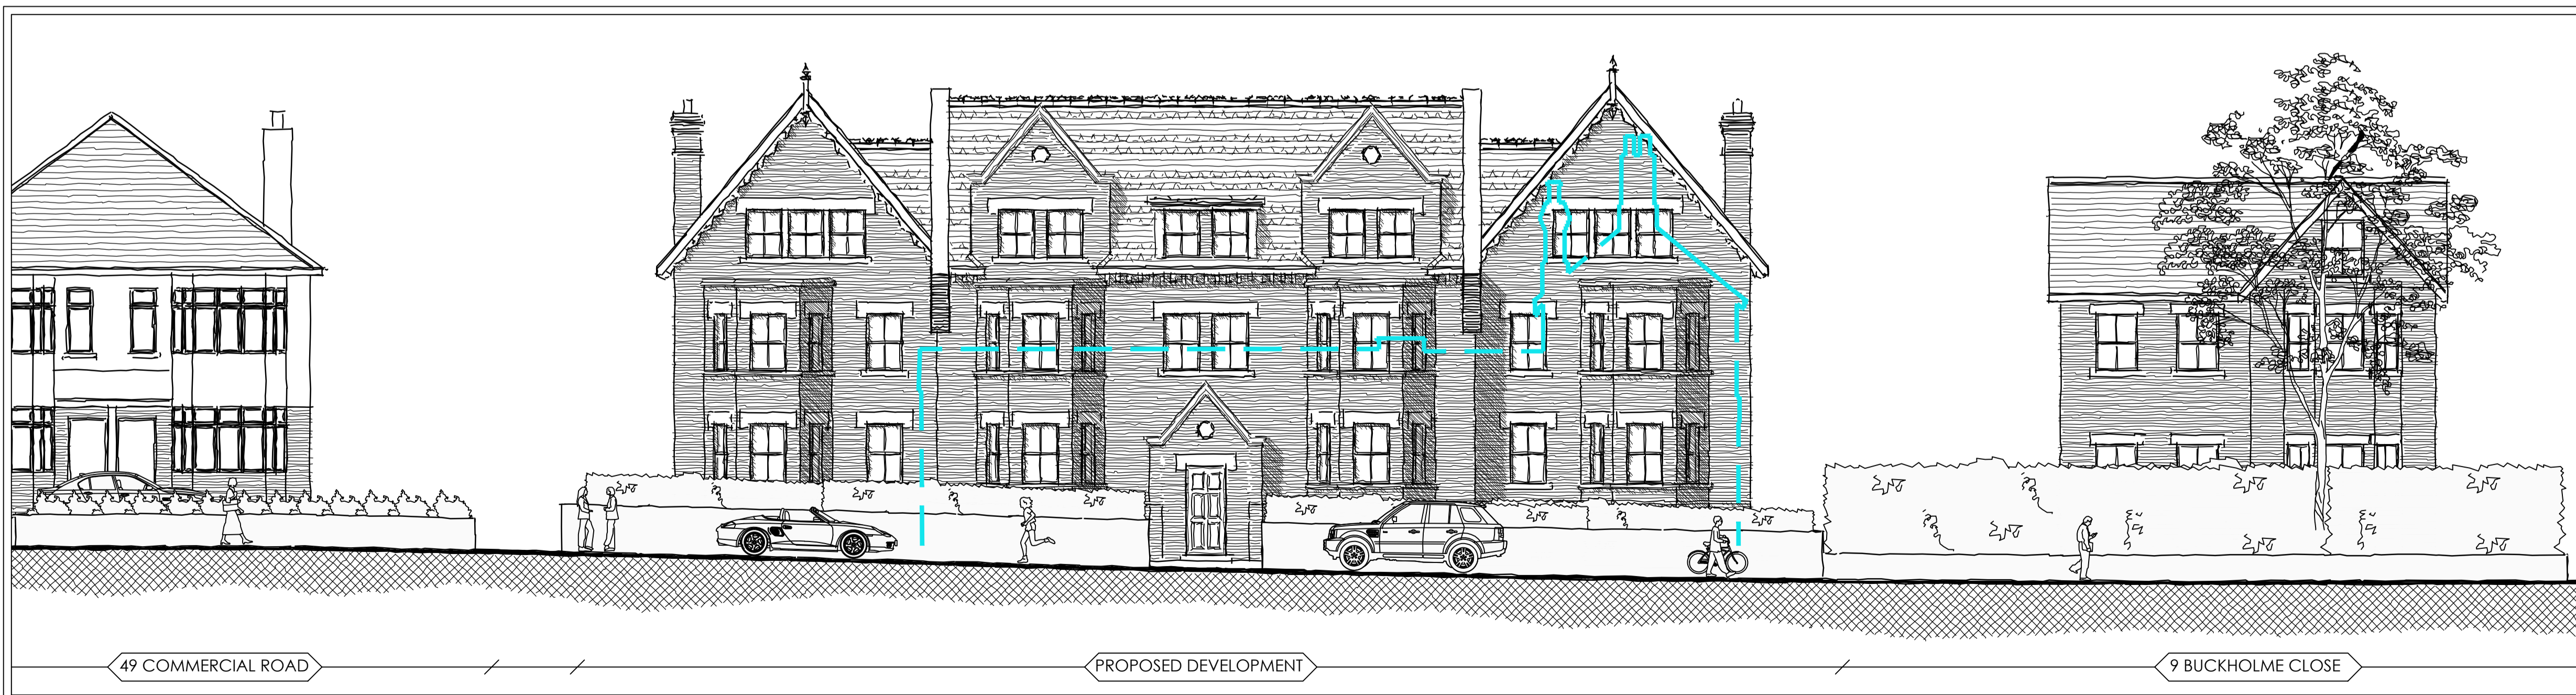 49 COMMERCIAL ROAD
PROPOSED DEVELOPMENT
9 BUCKHOLME CLOSE